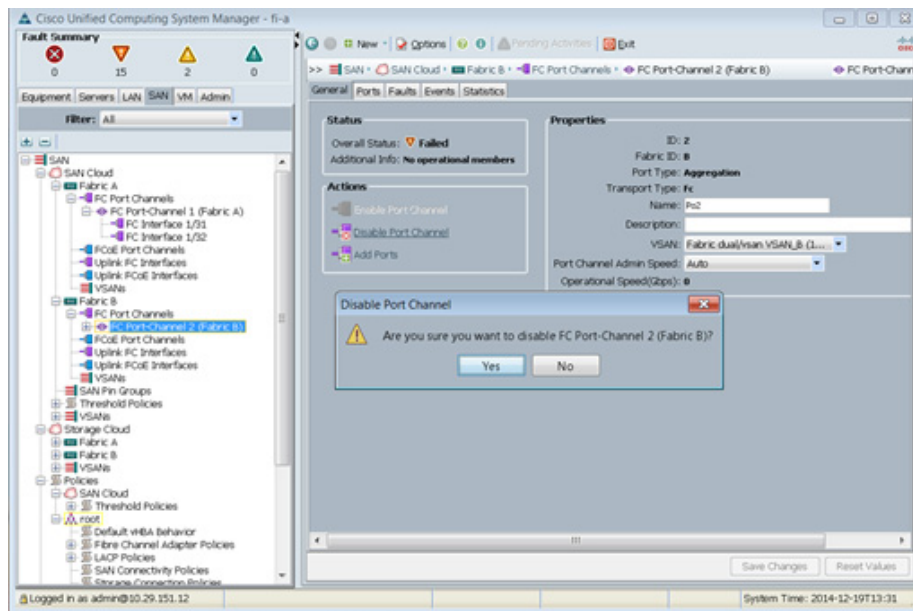 Cisco Unified Computing System Manager - fi-a
Fault Summary
0 15 2 0
New Options Pending Activities Exit
>> SAN SAN Cloud Fabric B FC Port Channels FC Port-Channel 2 (Fabric B) FC Port-Chann
Equipment Servers LAN SAN VM Admin
Filter: All
SAN
SAN Cloud
Fabric A
FC Port Channels
FC Port-Channel 1 (Fabric A)
FC Interface 1/31
FC Interface 1/32
FCoE Port Channels
Uplink FC Interfaces
Uplink FCoE Interfaces
VSANs
Fabric B
FC Port Channels
FC Port-Channel 2 (Fabric B)
FCoE Port Channels
Uplink FC Interfaces
Uplink FCoE Interfaces
VSANs
SAN Pin Groups
Threshold Policies
VSANs
Storage Cloud
Fabric A
Fabric B
VSANs
Policies
SAN Cloud
Threshold Policies
root
Default vHBA Behavior
Fibre Channel Adapter Policies
LACP Policies
SAN Connectivity Policies
Storage Connection Policies
General Ports Faults Events Statistics
Status
Overall Status: Failed
Additional Info: No operational members
Actions
Enable Port Channel
Disable Port Channel
Add Ports
Properties
ID: 2
Fabric ID: B
Port Type: Aggregation
Transport Type: Fc
Name: Po2
Description:
VSAN: Fabric dual/vsan VSAN_B (1...
Port Channel Admin Speed: Auto
Operational Speed(Gbps): 0
Disable Port Channel
Are you sure you want to disable FC Port-Channel 2 (Fabric B)?
Yes No
Save Changes Reset Values
Logged in as admin@10.29.151.12
System Time: 2014-12-19T13:31